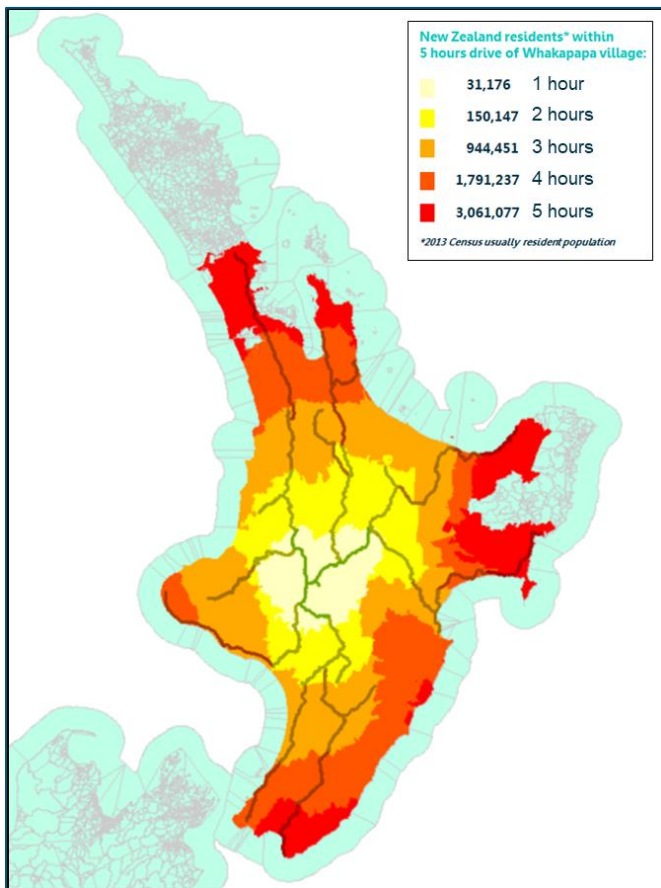 New Zealand residents* within
5 hours drive of Whakapapa village:
31,176 1 hour
150,147 2 hours
944,451 3 hours
1,791,237 4 hours
3,061,077 5 hours
*2013 Census usually resident population